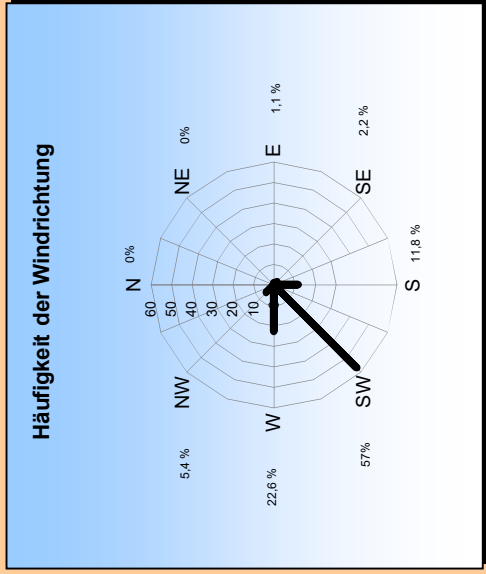 Häufigkeit der Windrichtung
N
0%
NE
0%
E
1,1 %
SE
2,2 %
S
11,8 %
SW
57%
W
22,6 %
NW
5,4 %
60
50
40
30
20
10